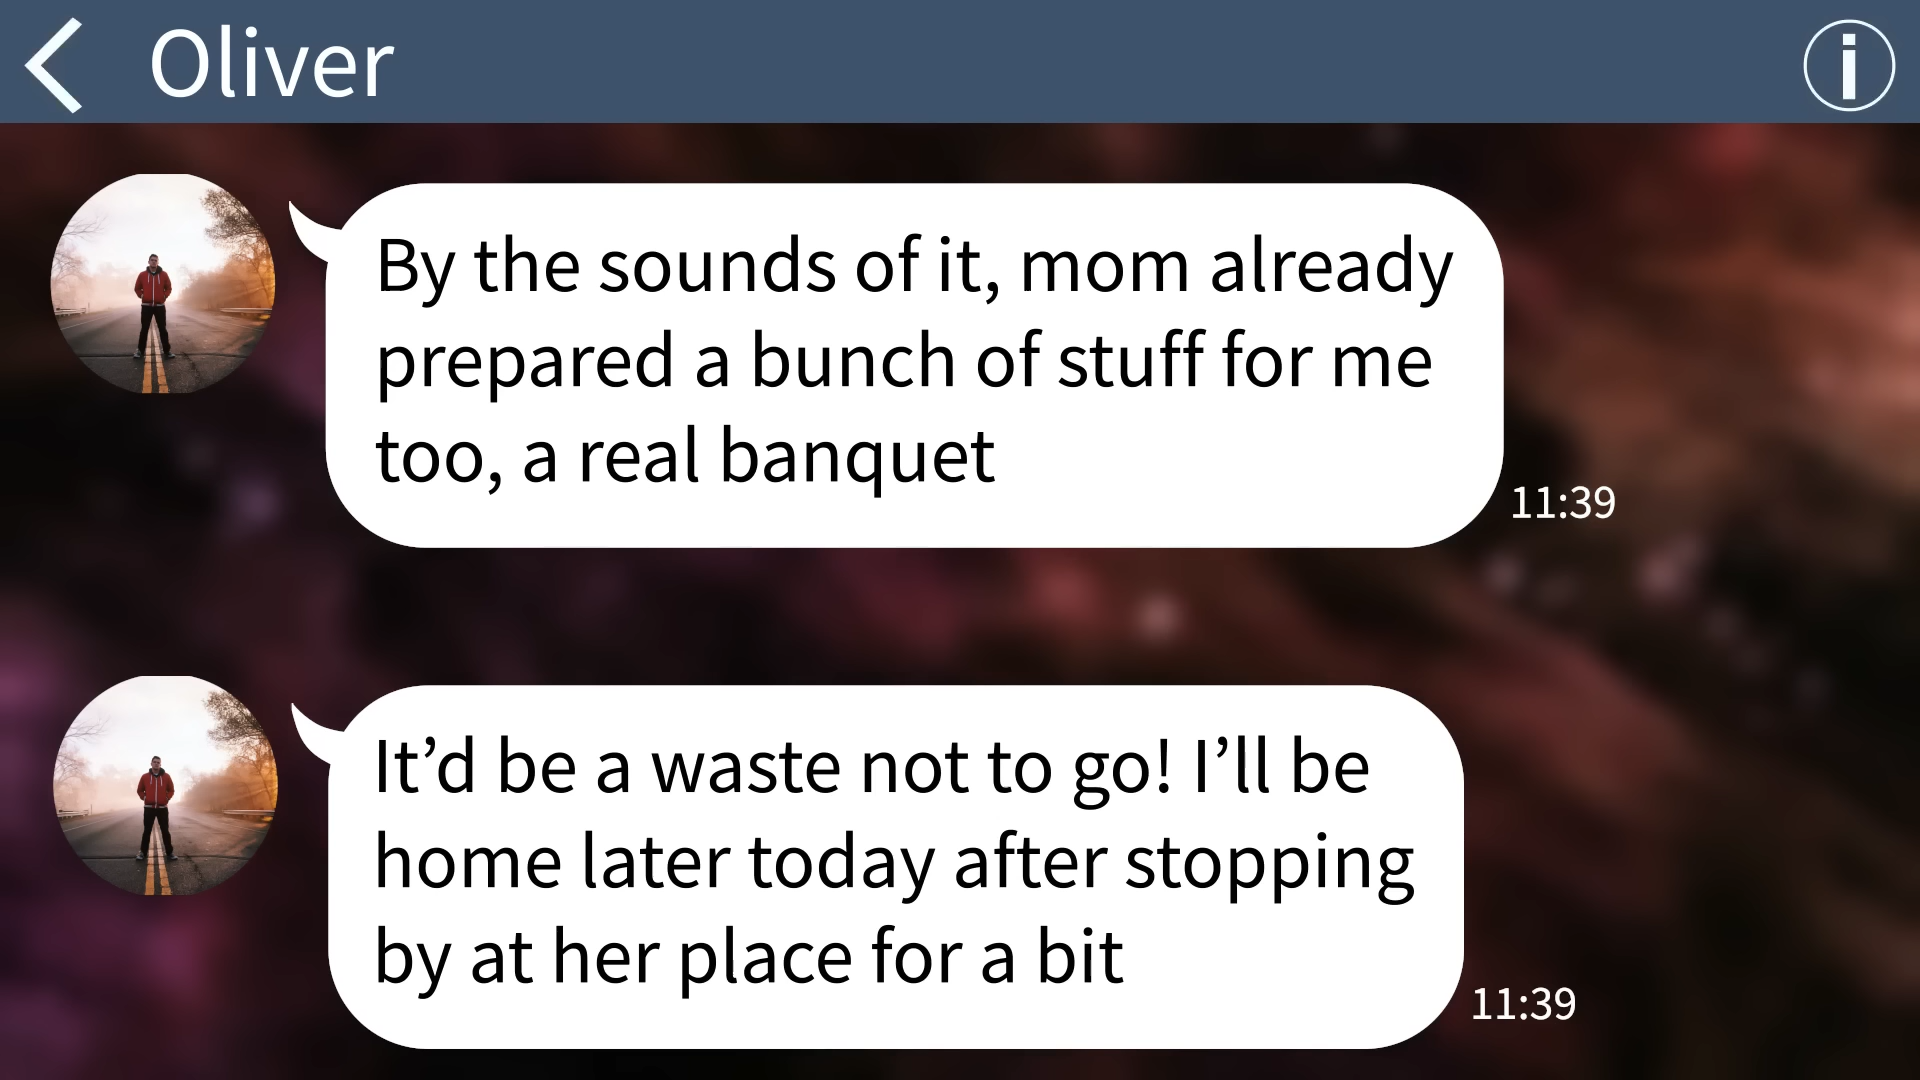 Oliver
By the sounds of it, mom already
prepared a bunch of stuff for me
too, a real banquet
11:39
It’d be a waste not to go! I’ll be
home later today after stopping
by at her place for a bit
11:39